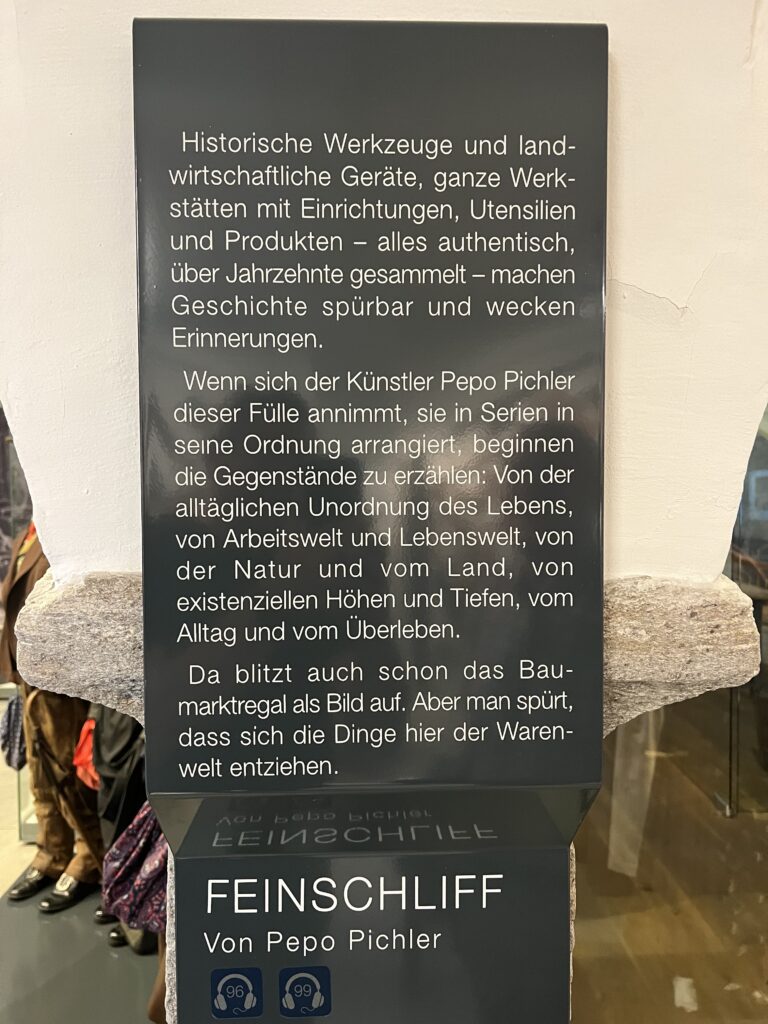 Historische Werkzeuge und land-
wirtschaftliche Geräte, ganze Werk-
stätten mit Einrichtungen, Utensilien
und Produkten – alles authentisch,
über Jahrzehnte gesammelt – machen
Geschichte spürbar und wecken
Erinnerungen.
Wenn sich der Künstler Pepo Pichler
dieser Fülle annimmt, sie in Serien in
seine Ordnung arrangiert, beginnen
die Gegenstände zu erzählen: Von der
alltäglichen Unordnung des Lebens,
von Arbeitswelt und Lebenswelt, von
der Natur und vom Land, von
existenziellen Höhen und Tiefen, vom
Alltag und vom Überleben.
Da blitzt auch schon das Bau-
marktregal als Bild auf. Aber man spürt,
dass sich die Dinge hier der Waren-
welt entziehen.
FEINSCHLIFF
Von Pepo Pichler
96 99